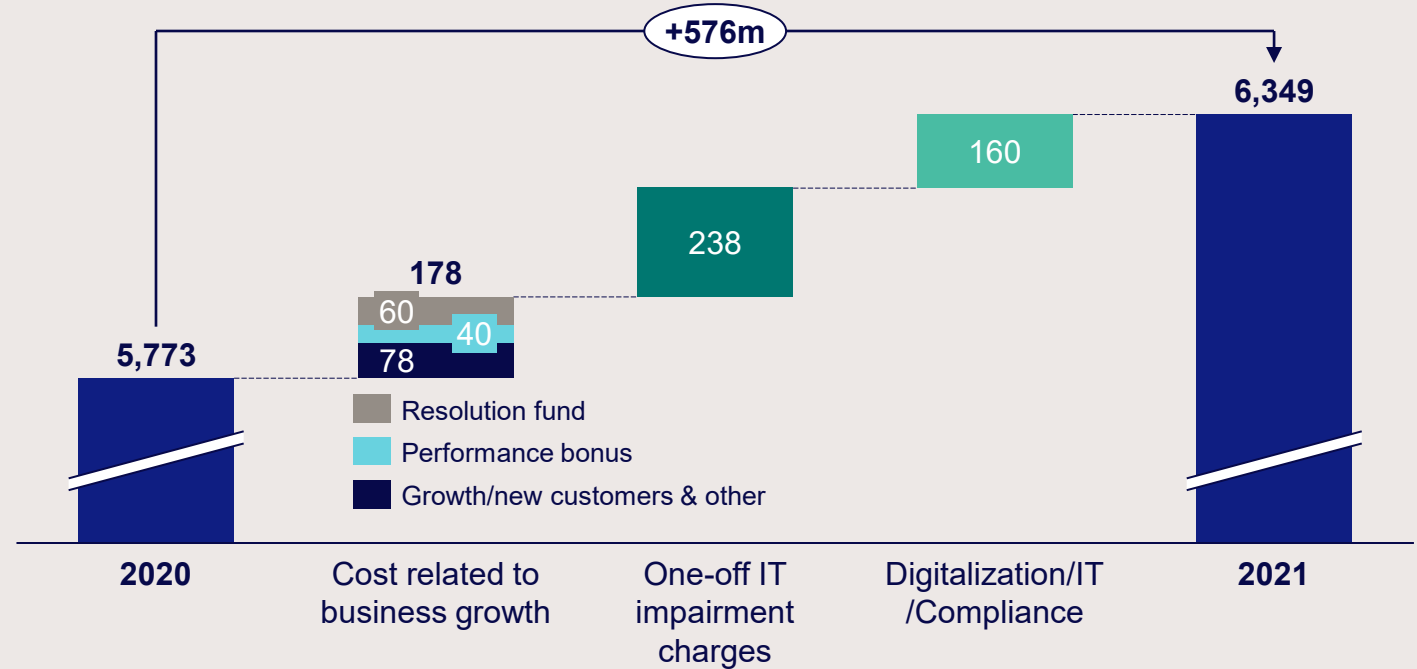 +576m
6,349
160
238
178
60
40
5,773
78
Resolution fund
Performance bonus
Growth/new customers & other
2020
Cost related to
business growth
One-off IT
impairment
charges
Digitalization/IT
/Compliance
2021